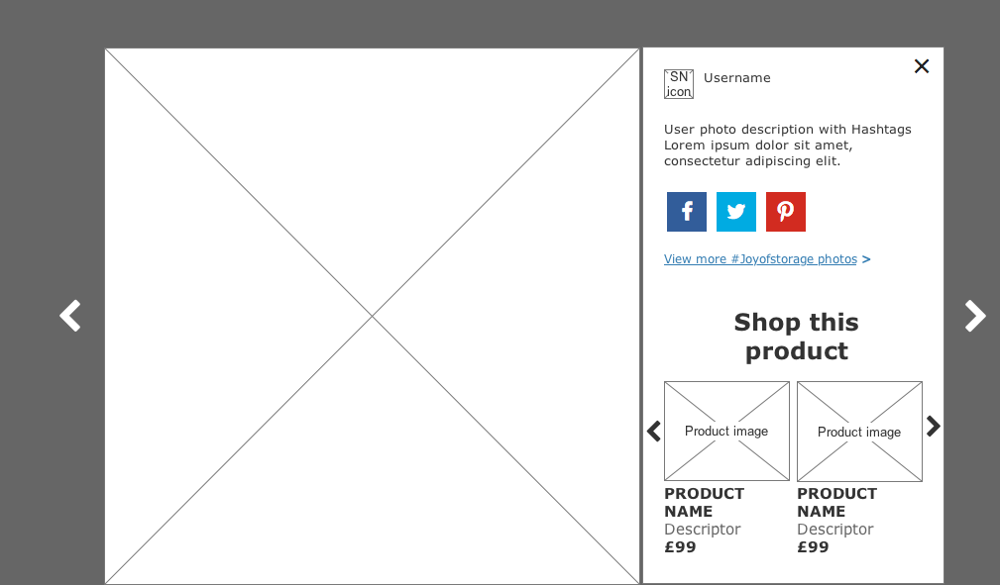 SN
icon
Username
User photo description with Hashtags
Lorem ipsum dolor sit amet,
consectetur adipiscing elit.
View more #Joyofstorage photos >
Shop this
product
Product image
Product image
PRODUCT
NAME
Descriptor
£99
PRODUCT
NAME
Descriptor
£99